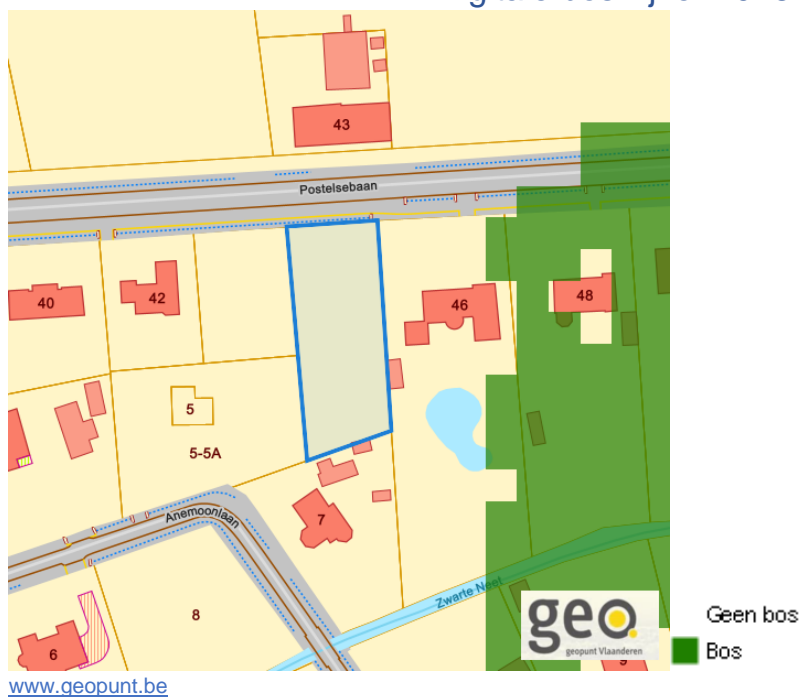 43
Postelsebaan
40
42
46
48
5
5-5A
7
Anemoonlaan
8
Zwarte Neet
6
9
geo.
geopunt Vlaanderen
Geen bos
Bos
www.geopunt.be